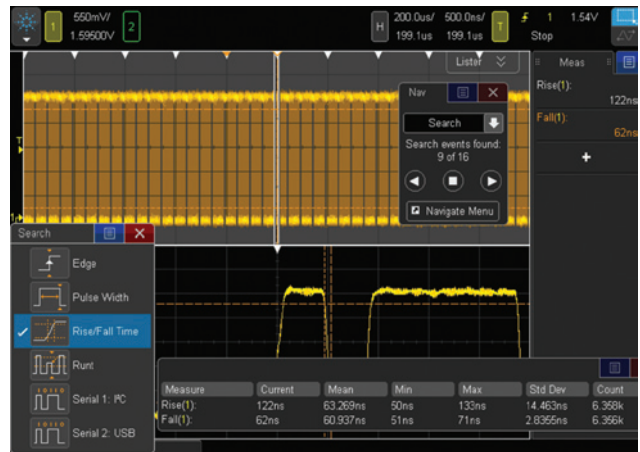 1 550mV/ 2 H 200.0us/ 500.0ns/ T 1 1.54V
1.59500V 199.1us 199.1us Stop
Lister
Meas
Nav
Rise(1):
122ns
Search
Fall(1):
62ns
Search events found:
9 of 16
+
Navigate Menu
T
Search
Edge
Pulse Width
Rise/Fall Time
Runt
Serial 1: I²C
Serial 2: USB
Measure Current Mean Min Max Std Dev Count
Rise(1): 122ns 63.269ns 50ns 133ns 14.463ns 6.358k
Fall(1): 62ns 60.937ns 51ns 71ns 2.8355ns 6.356k